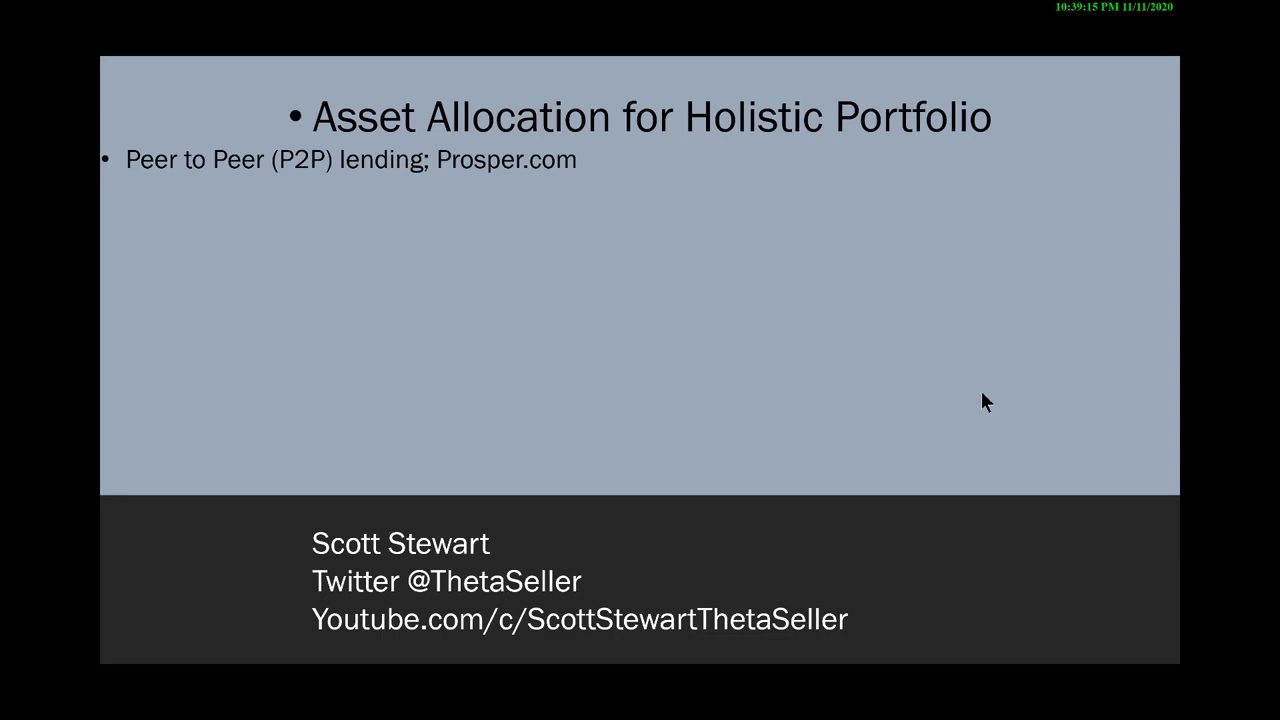 10:39:15 PM 11/11/2020
• Asset Allocation for Holistic Portfolio
• Peer to Peer (P2P) lending; Prosper.com
Scott Stewart
Twitter @ThetaSeller
Youtube.com/c/ScottStewartThetaSeller